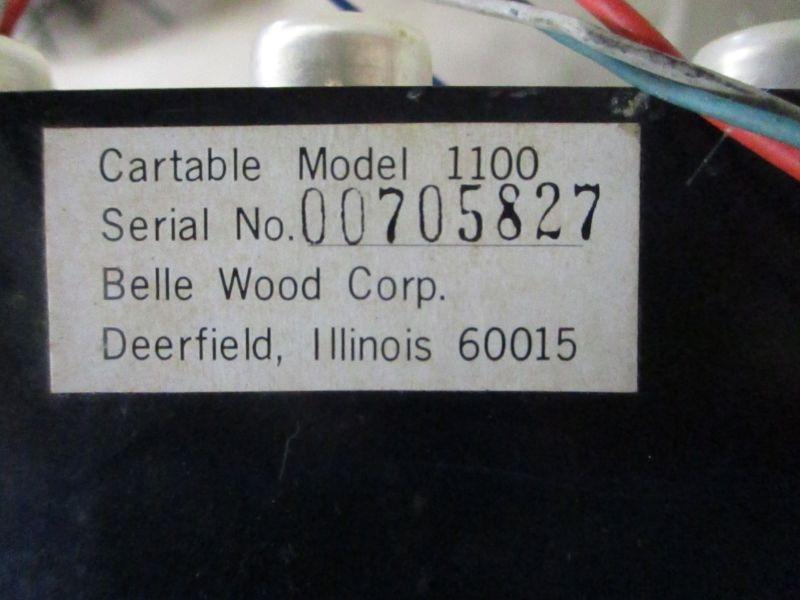 Cartable Model 1100
Serial No. 00705827
Belle Wood Corp.
Deerfield, Illinois 60015